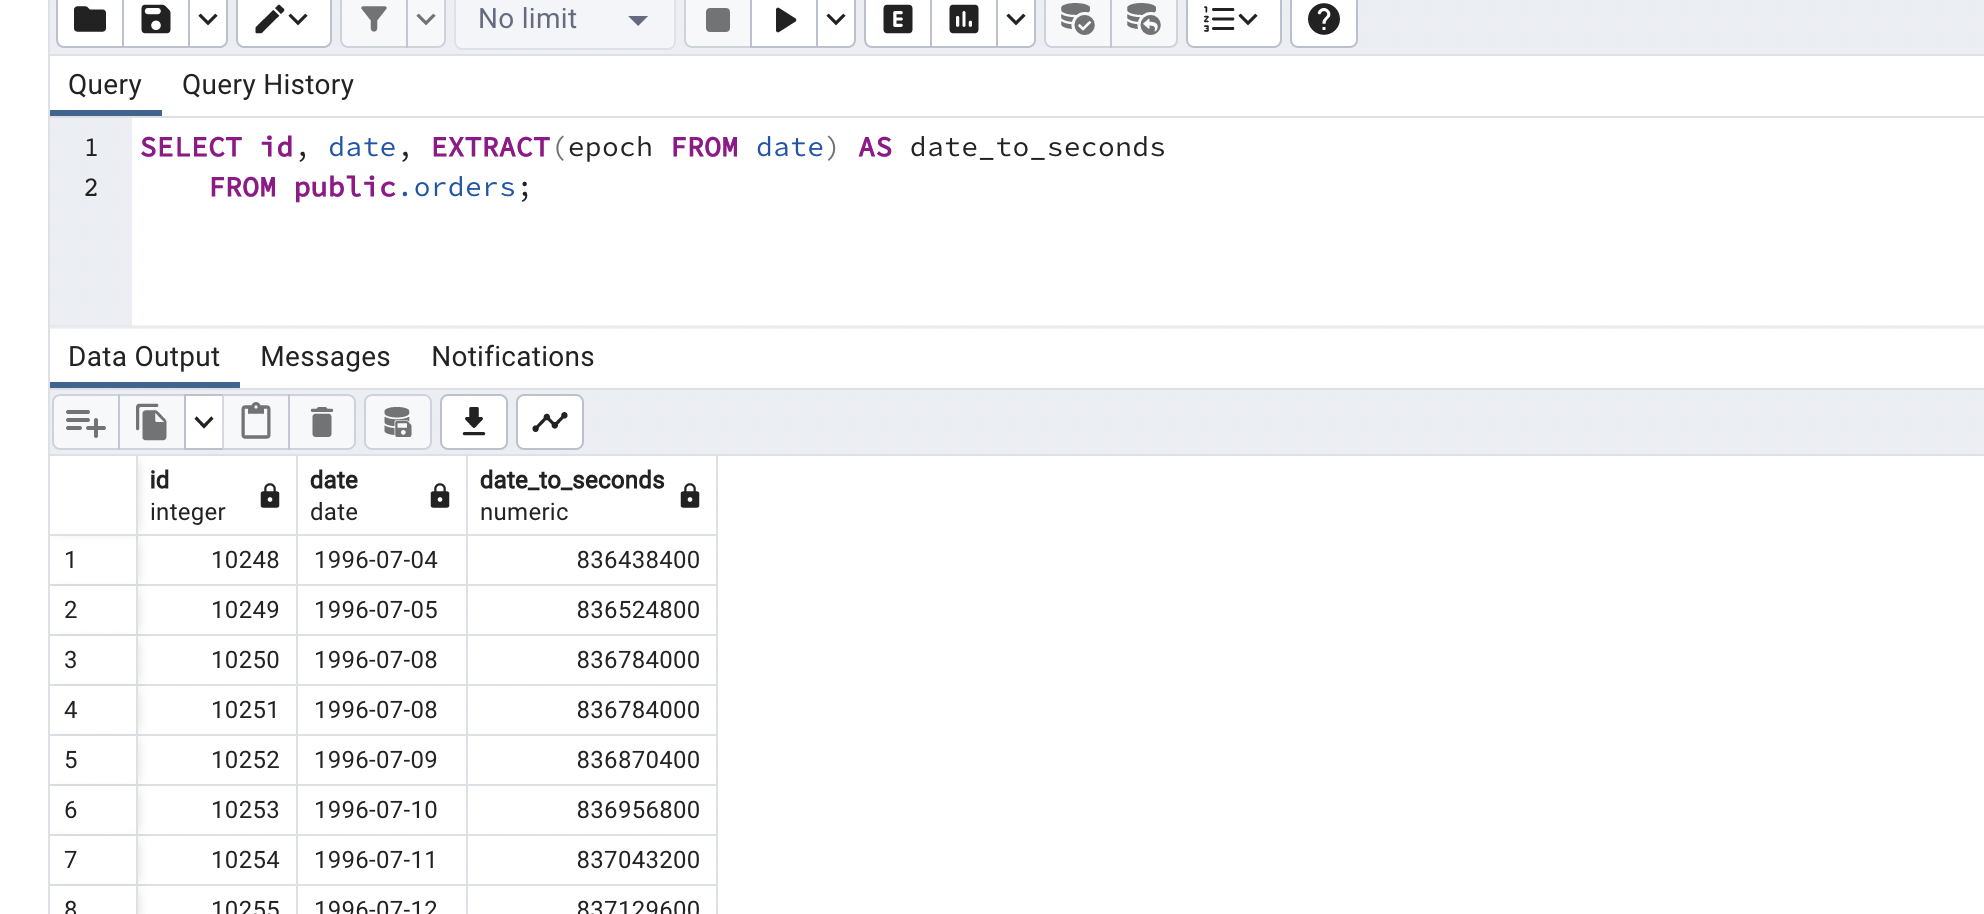 No limit
E
Query Query History
1 SELECT id, date, EXTRACT(epoch FROM date) AS date_to_seconds
2 FROM public.orders;
Data Output Messages Notifications
id date date_to_seconds
integer date numeric
1 10248 1996-07-04 836438400
2 10249 1996-07-05 836524800
3 10250 1996-07-08 836784000
4 10251 1996-07-08 836784000
5 10252 1996-07-09 836870400
6 10253 1996-07-10 836956800
7 10254 1996-07-11 837043200
8 10255 1996-07-12 837129600